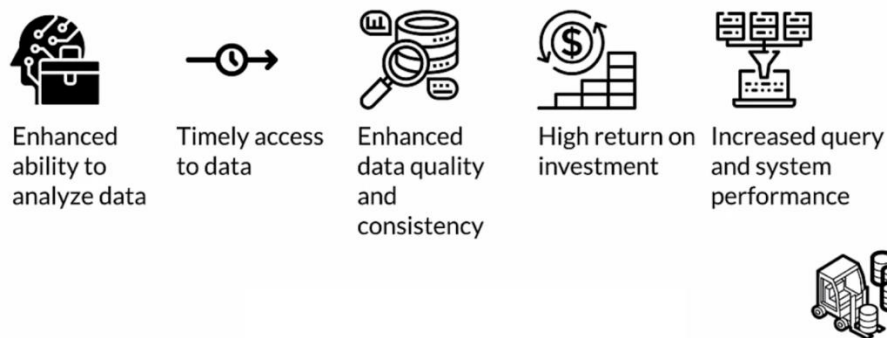 Enhanced
ability to
analyze data
Timely access
to data
Enhanced
data quality
and
consistency
High return on
investment
Increased query
and system
performance